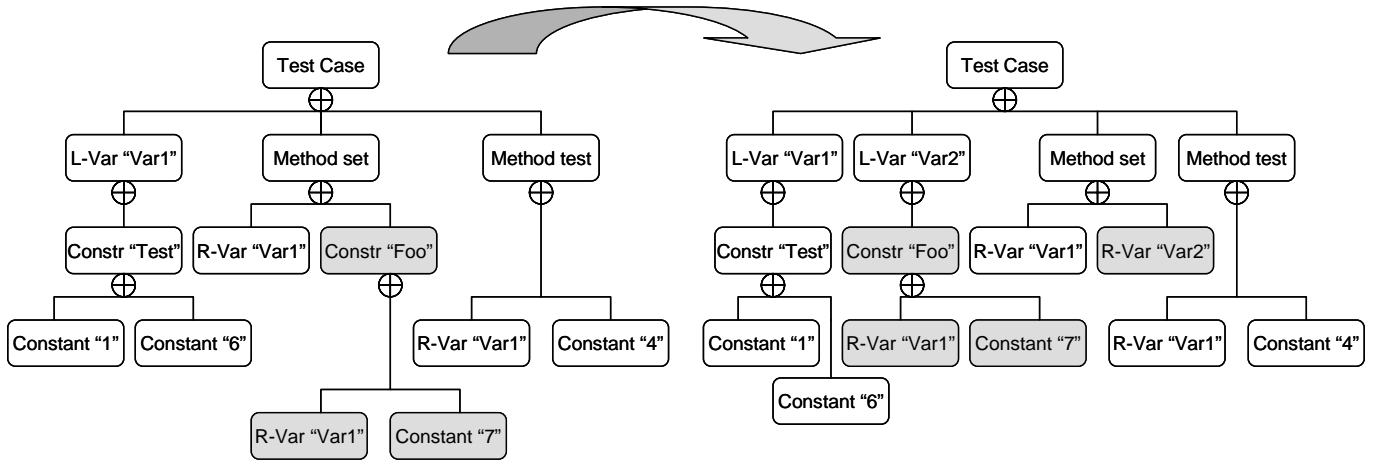 Test Case
L-Var “Var1”
Method set
Method test
Constr “Test”
R-Var “Var1”
Constr “Foo”
Constant “1”
Constant “6”
R-Var “Var1”
Constant “4”
R-Var “Var1”
Constant “7”
Test Case
L-Var “Var1”
L-Var “Var2”
Method set
Method test
Constr “Test”
Constr “Foo”
R-Var “Var1”
R-Var “Var2”
Constant “1”
R-Var “Var1”
Constant “7”
R-Var “Var1”
Constant “4”
Constant “6”